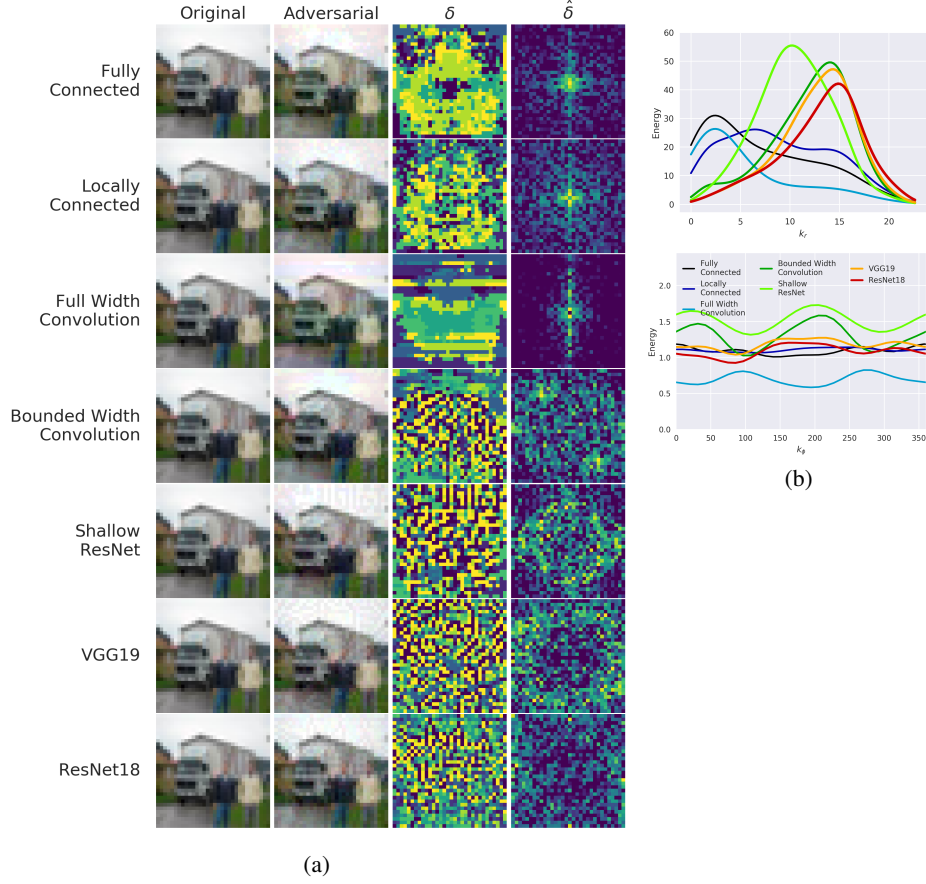 Original Adversarial δ δ̂
Fully
Connected
Locally
Connected
Full Width
Convolution
Bounded Width
Convolution
Shallow
ResNet
VGG19
ResNet18
(a)
60
50
40
30
20
10
0
Energy
0 5 10 15 20
k_r
Fully
Connected
Locally
Connected
Full Width
Convolution
Bounded Width
Convolution
Shallow
ResNet
VGG19
ResNet18
2.0
1.5
1.0
0.5
0.0
Energy
0 50 100 150 200 250 300 350
k_θ
(b)